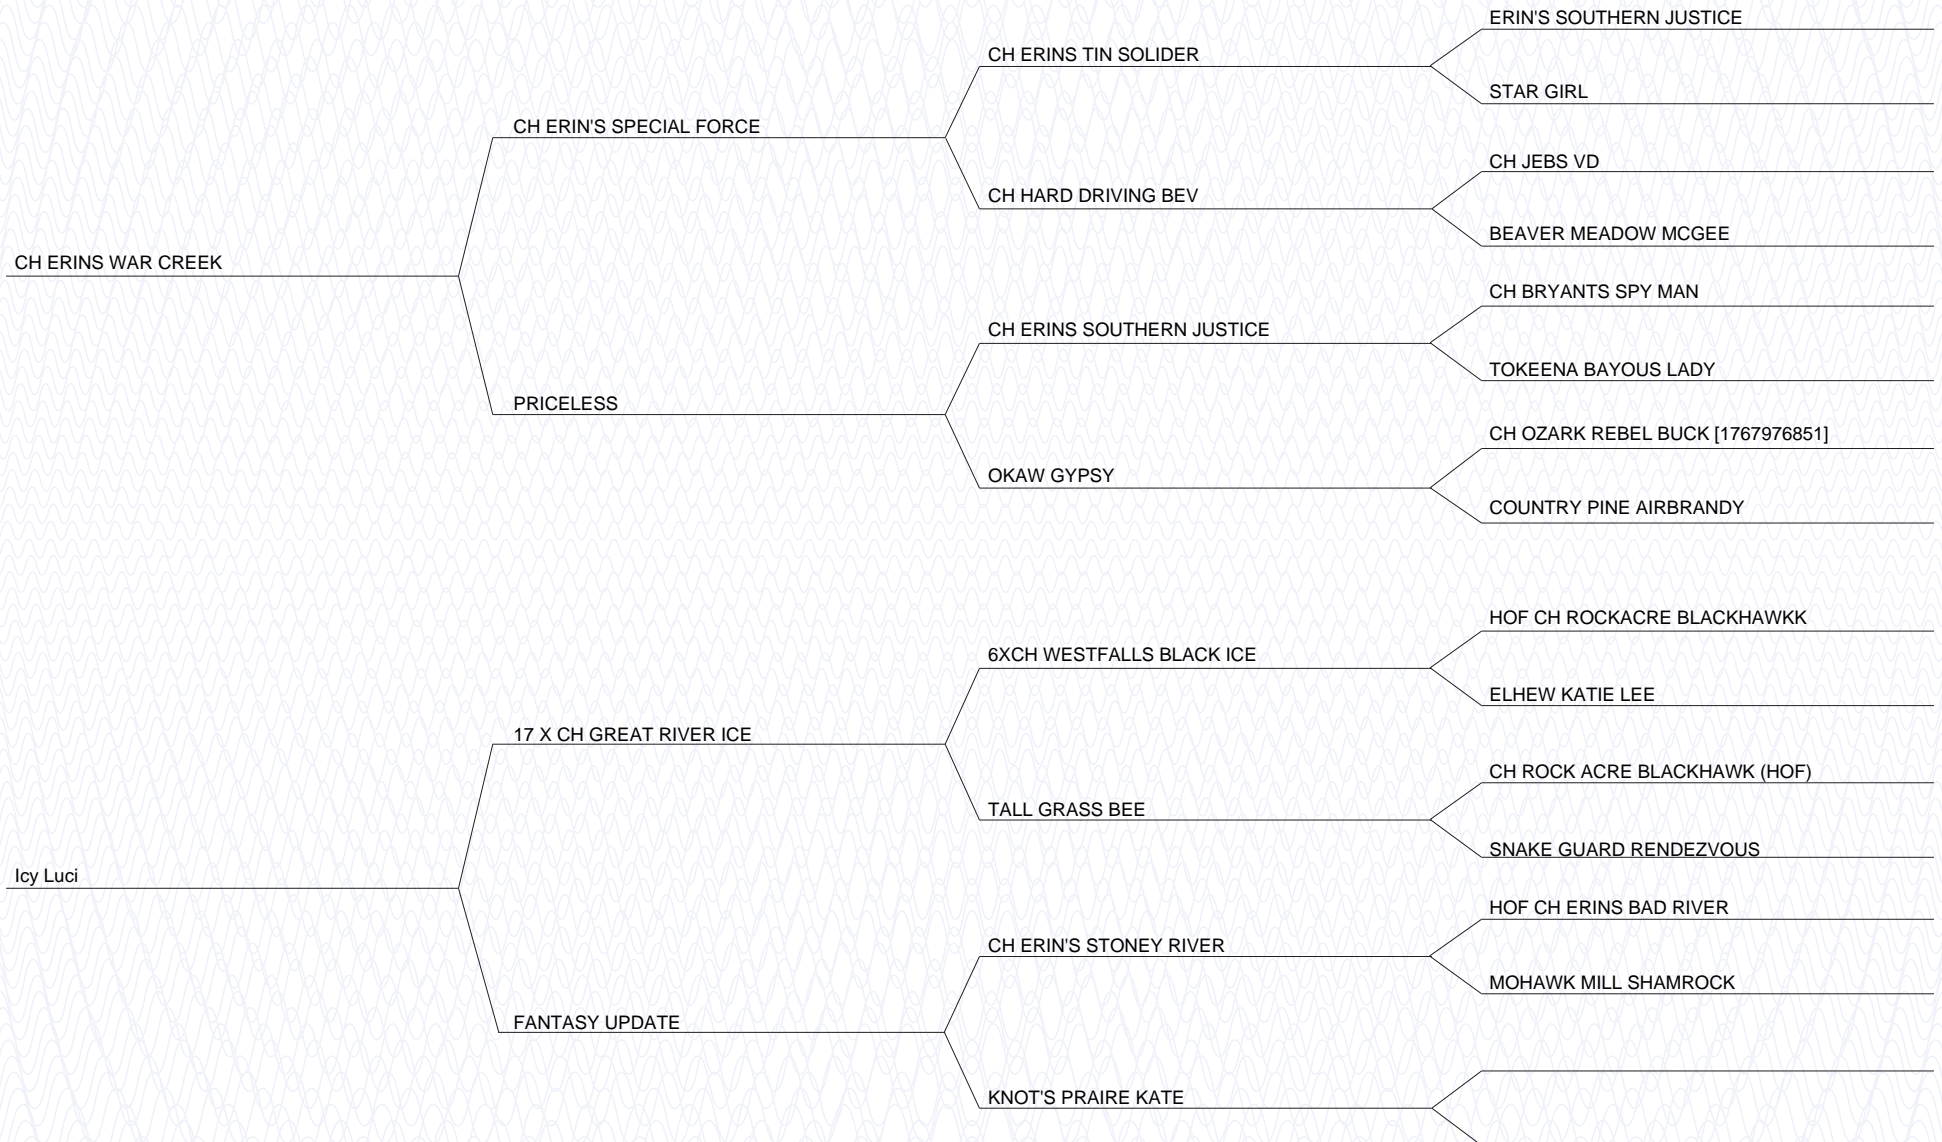 ERIN'S SOUTHERN JUSTICE
CH ERINS TIN SOLIDER
STAR GIRL
CH ERIN'S SPECIAL FORCE
CH JEBS VD
CH HARD DRIVING BEV
BEAVER MEADOW MCGEE
CH ERINS WAR CREEK
CH BRYANTS SPY MAN
CH ERINS SOUTHERN JUSTICE
TOKEENA BAYOUS LADY
PRICELESS
CH OZARK REBEL BUCK [1767976851]
OKAW GYPSY
COUNTRY PINE AIRBRANDY
HOF CH ROCKACRE BLACKHAWKK
6XCH WESTFALLS BLACK ICE
ELHEW KATIE LEE
17 X CH GREAT RIVER ICE
CH ROCK ACRE BLACKHAWK (HOF)
TALL GRASS BEE
SNAKE GUARD RENDEZVOUS
Icy Luci
HOF CH ERINS BAD RIVER
CH ERIN'S STONEY RIVER
MOHAWK MILL SHAMROCK
FANTASY UPDATE
KNOT'S PRAIRE KATE